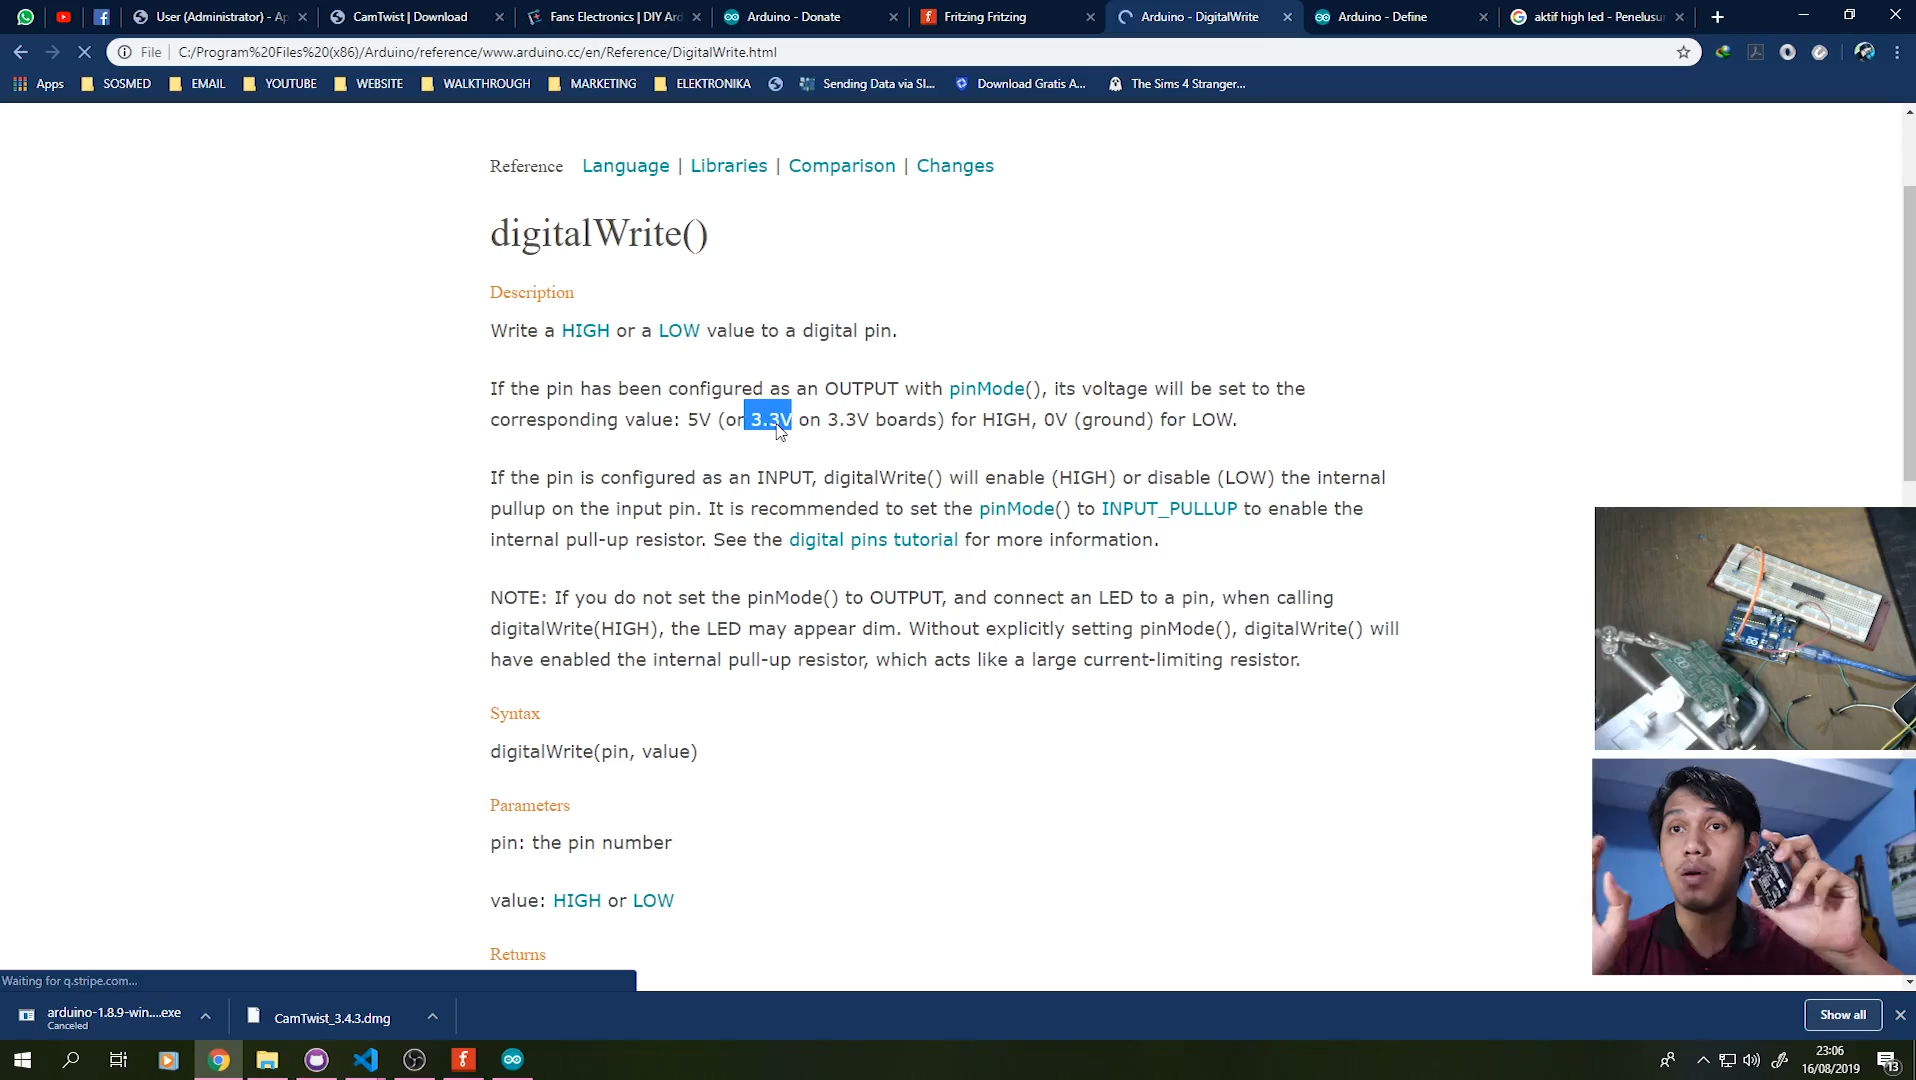 User (Administrator) - Ap
CamTwist | Download
Fans Electronics | DIY Ard
Arduino - Donate
Fritzing Fritzing
Arduino - DigitalWrite
Arduino - Define
aktif high led - Penelusu
File | C:/Program%20Files%20(x86)/Arduino/reference/www.arduino.cc/en/Reference/DigitalWrite.html
Apps SOSMED EMAIL YOUTUBE WEBSITE WALKTHROUGH MARKETING ELEKTRONIKA Sending Data via SI... Download Gratis A... The Sims 4 Stranger...
Reference Language | Libraries | Comparison | Changes
digitalWrite()
Description
Write a HIGH or a LOW value to a digital pin.
If the pin has been configured as an OUTPUT with pinMode(), its voltage will be set to the
corresponding value: 5V (or 3.3V on 3.3V boards) for HIGH, 0V (ground) for LOW.
If the pin is configured as an INPUT, digitalWrite() will enable (HIGH) or disable (LOW) the internal
pullup on the input pin. It is recommended to set the pinMode() to INPUT_PULLUP to enable the
internal pull-up resistor. See the digital pins tutorial for more information.
NOTE: If you do not set the pinMode() to OUTPUT, and connect an LED to a pin, when calling
digitalWrite(HIGH), the LED may appear dim. Without explicitly setting pinMode(), digitalWrite() will
have enabled the internal pull-up resistor, which acts like a large current-limiting resistor.
Syntax
digitalWrite(pin, value)
Parameters
pin: the pin number
value: HIGH or LOW
Returns
Waiting for q.stripe.com...
arduino-1.8.9-win....exe
Canceled
CamTwist_3.4.3.dmg
Show all
23:06
16/08/2019
13